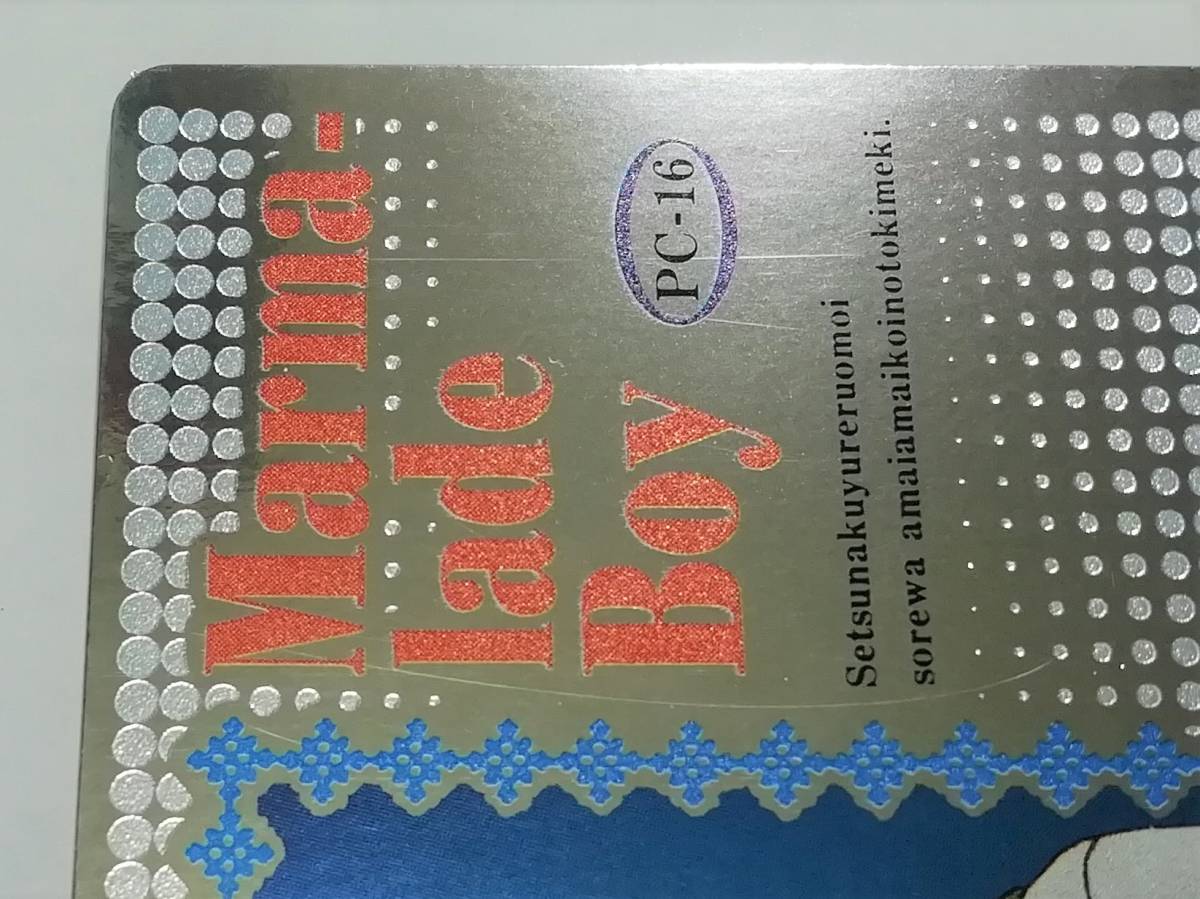 Marma-
lade
Boy
PC-16
Setsunakuyureruomoi
sorewa amaiamaikoinotokimeki.